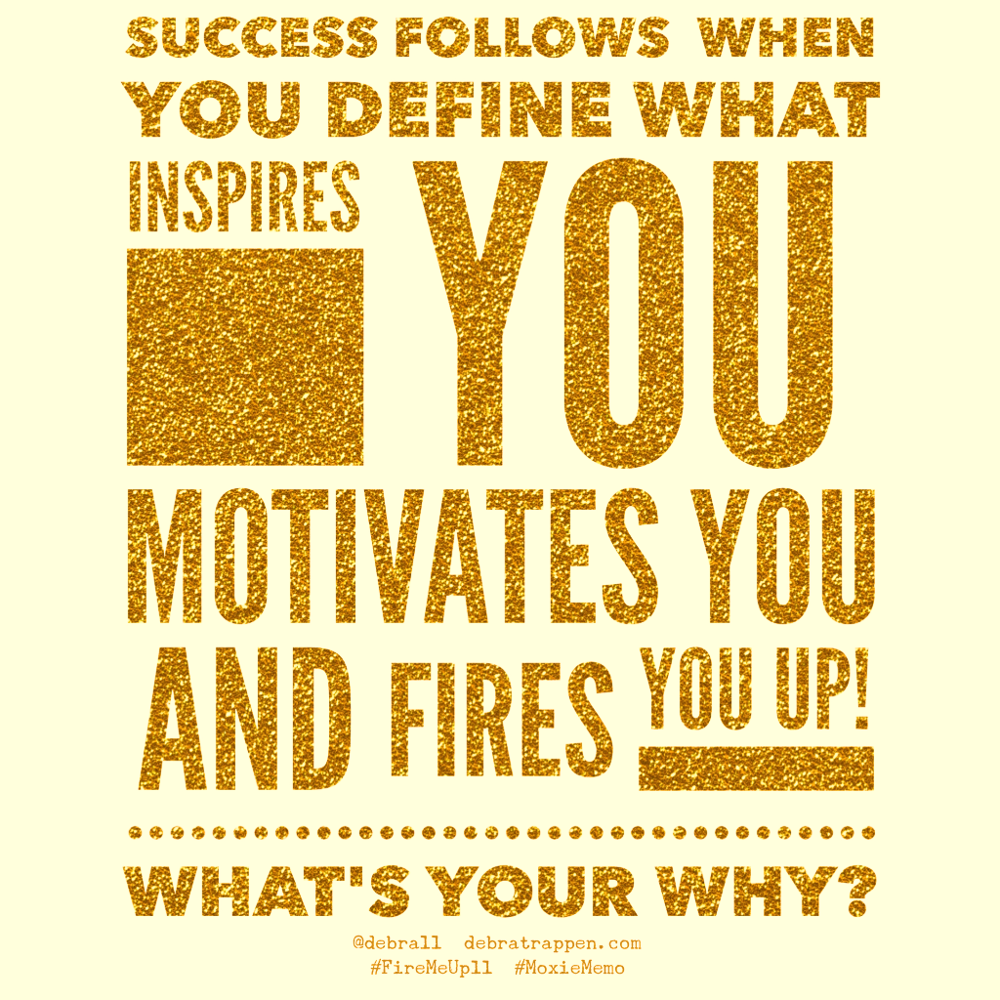 SUCCESS FOLLOWS WHEN
YOU DEFINE WHAT
INSPIRES YOU
MOTIVATES YOU
AND FIRES YOU UP!
WHAT'S YOUR WHY?
@debra11 debratrappen.com
#FireMeUp11 #MoxieMemo